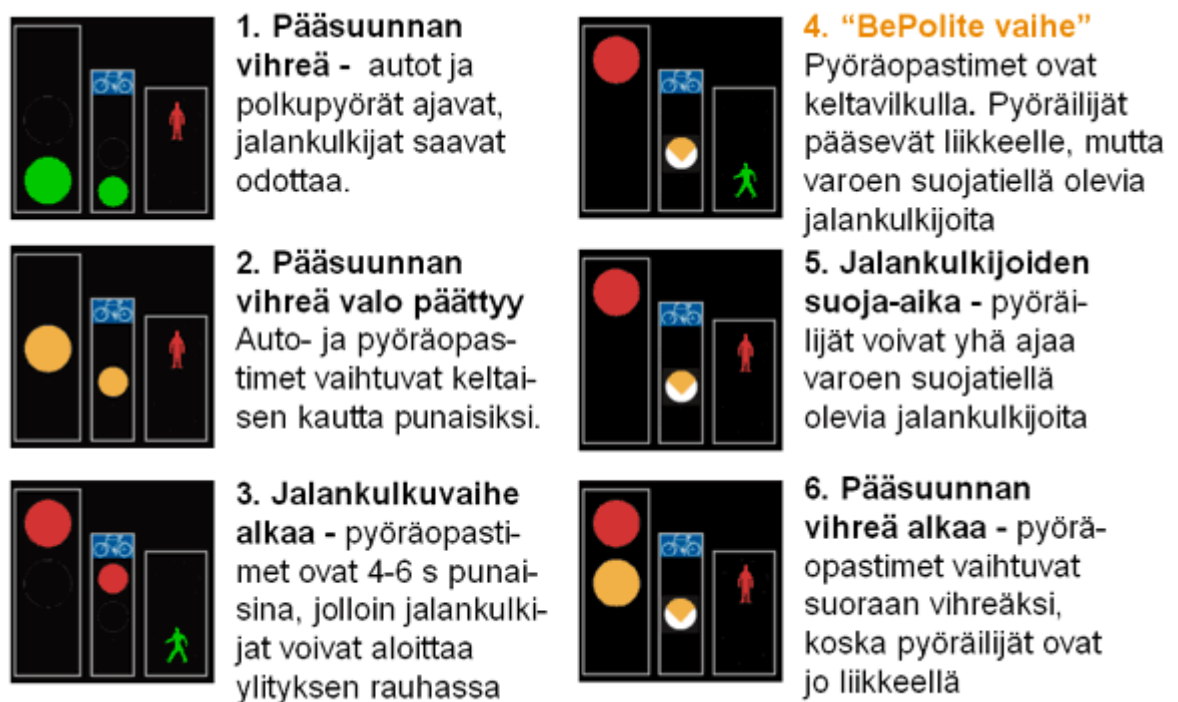 1. Pääsuunnan
vihreä - autot ja
polkupyörät ajavat,
jalankulkijat saavat
odottaa.
2. Pääsuunnan
vihreä valo päättyy
Auto- ja pyöräopas-
timet vaihtuvat keltai-
sen kautta punaisiksi.
3. Jalankulkuvaihe
alkaa - pyöräopasti-
met ovat 4-6 s punai-
sina, jolloin jalankulki-
jat voivat aloittaa
ylityksen rauhassa
4. “BePolite vaihe”
Pyöräopastimet ovat
keltavilkulla. Pyöräilijät
pääsevät liikkeelle, mutta
varoen suojatiellä olevia
jalankulkijoita
5. Jalankulkijoiden
suoja-aika - pyöräi-
lijät voivat yhä ajaa
varoen suojatiellä
olevia jalankulkijoita
6. Pääsuunnan
vihreä alkaa - pyörä-
opastimet vaihtuvat
suoraan vihreäksi,
koska pyöräilijät ovat
jo liikkeellä